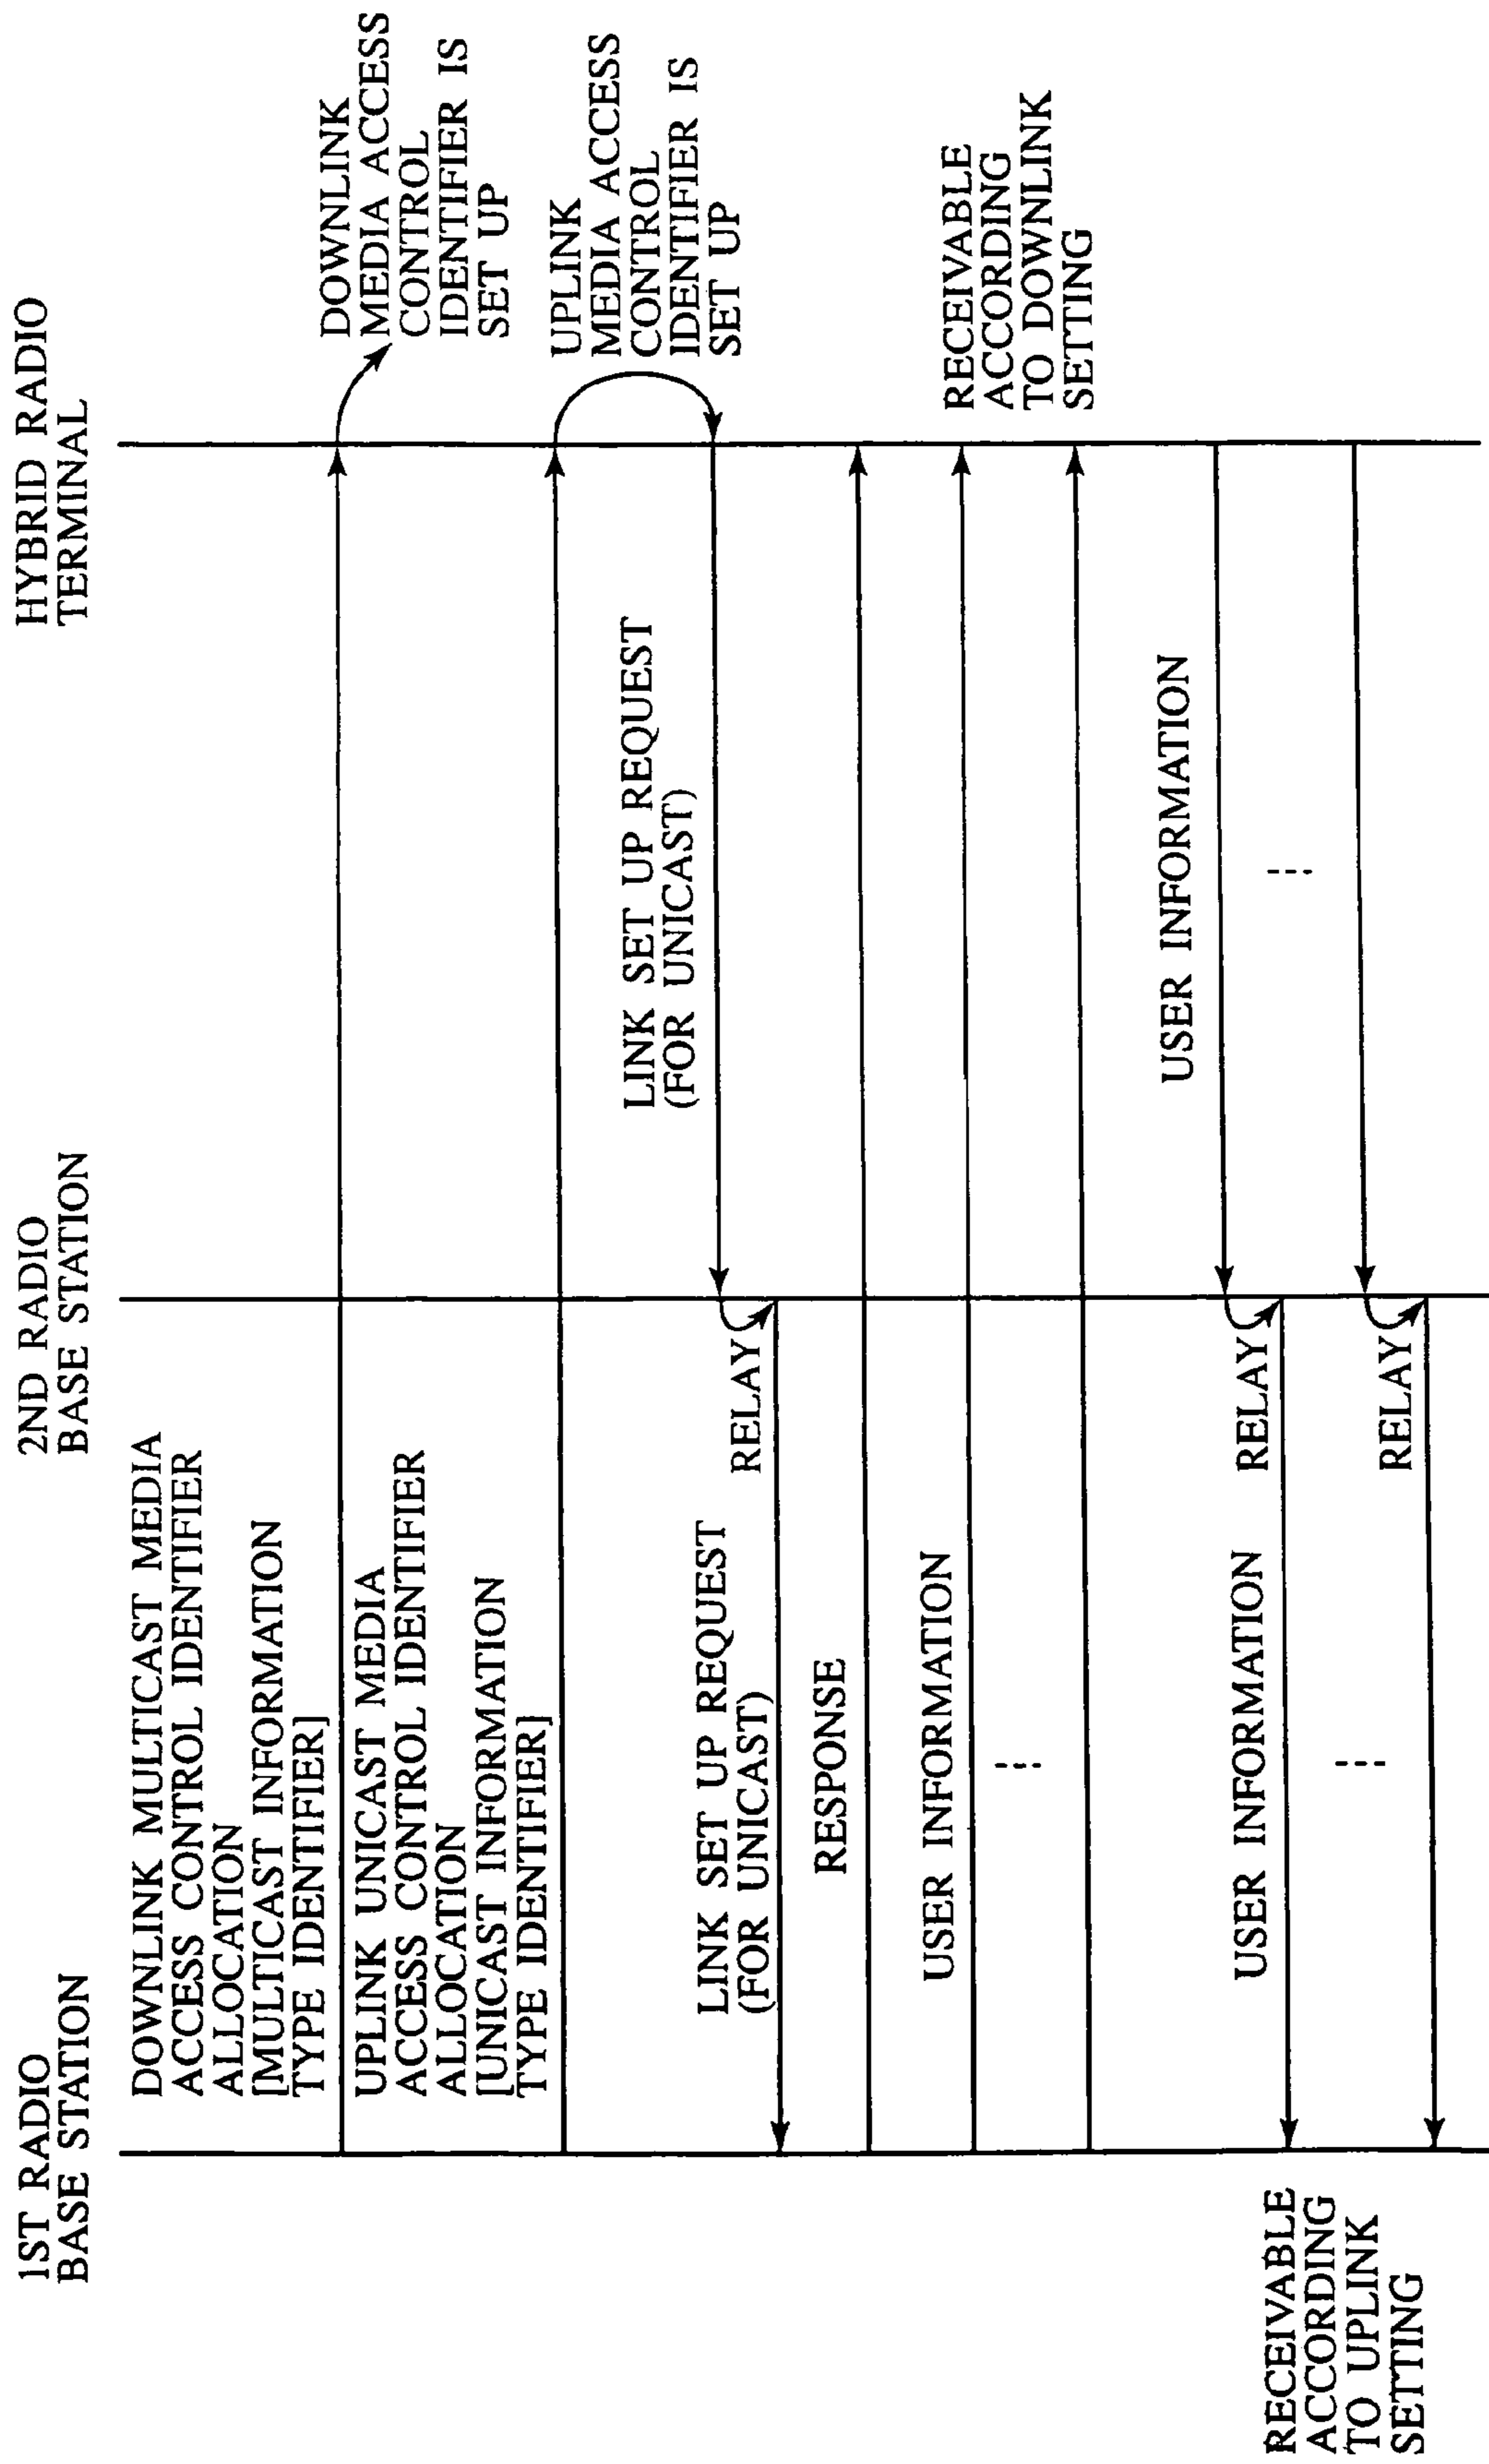 1ST RADIO
BASE STATION
2ND RADIO
BASE STATION
HYBRID RADIO
TERMINAL
DOWNLINK MULTICAST MEDIA
ACCESS CONTROL IDENTIFIER
ALLOCATION
[MULTICAST INFORMATION
TYPE IDENTIFIER]
DOWNLINK
MEDIA ACCESS
CONTROL
IDENTIFIER IS
SET UP
UPLINK UNICAST MEDIA
ACCESS CONTROL IDENTIFIER
ALLOCATION
[UNICAST INFORMATION
TYPE IDENTIFIER]
UPLINK
MEDIA ACCESS
CONTROL
IDENTIFIER IS
SET UP
LINK SET UP REQUEST
(FOR UNICAST)
RELAY
LINK SET UP REQUEST
(FOR UNICAST)
RESPONSE
USER INFORMATION
RECEIVABLE
ACCORDING
TO DOWNLINK
SETTING
USER INFORMATION
RELAY
USER INFORMATION
RECEIVABLE
ACCORDING
TO UPLINK
SETTING
RELAY